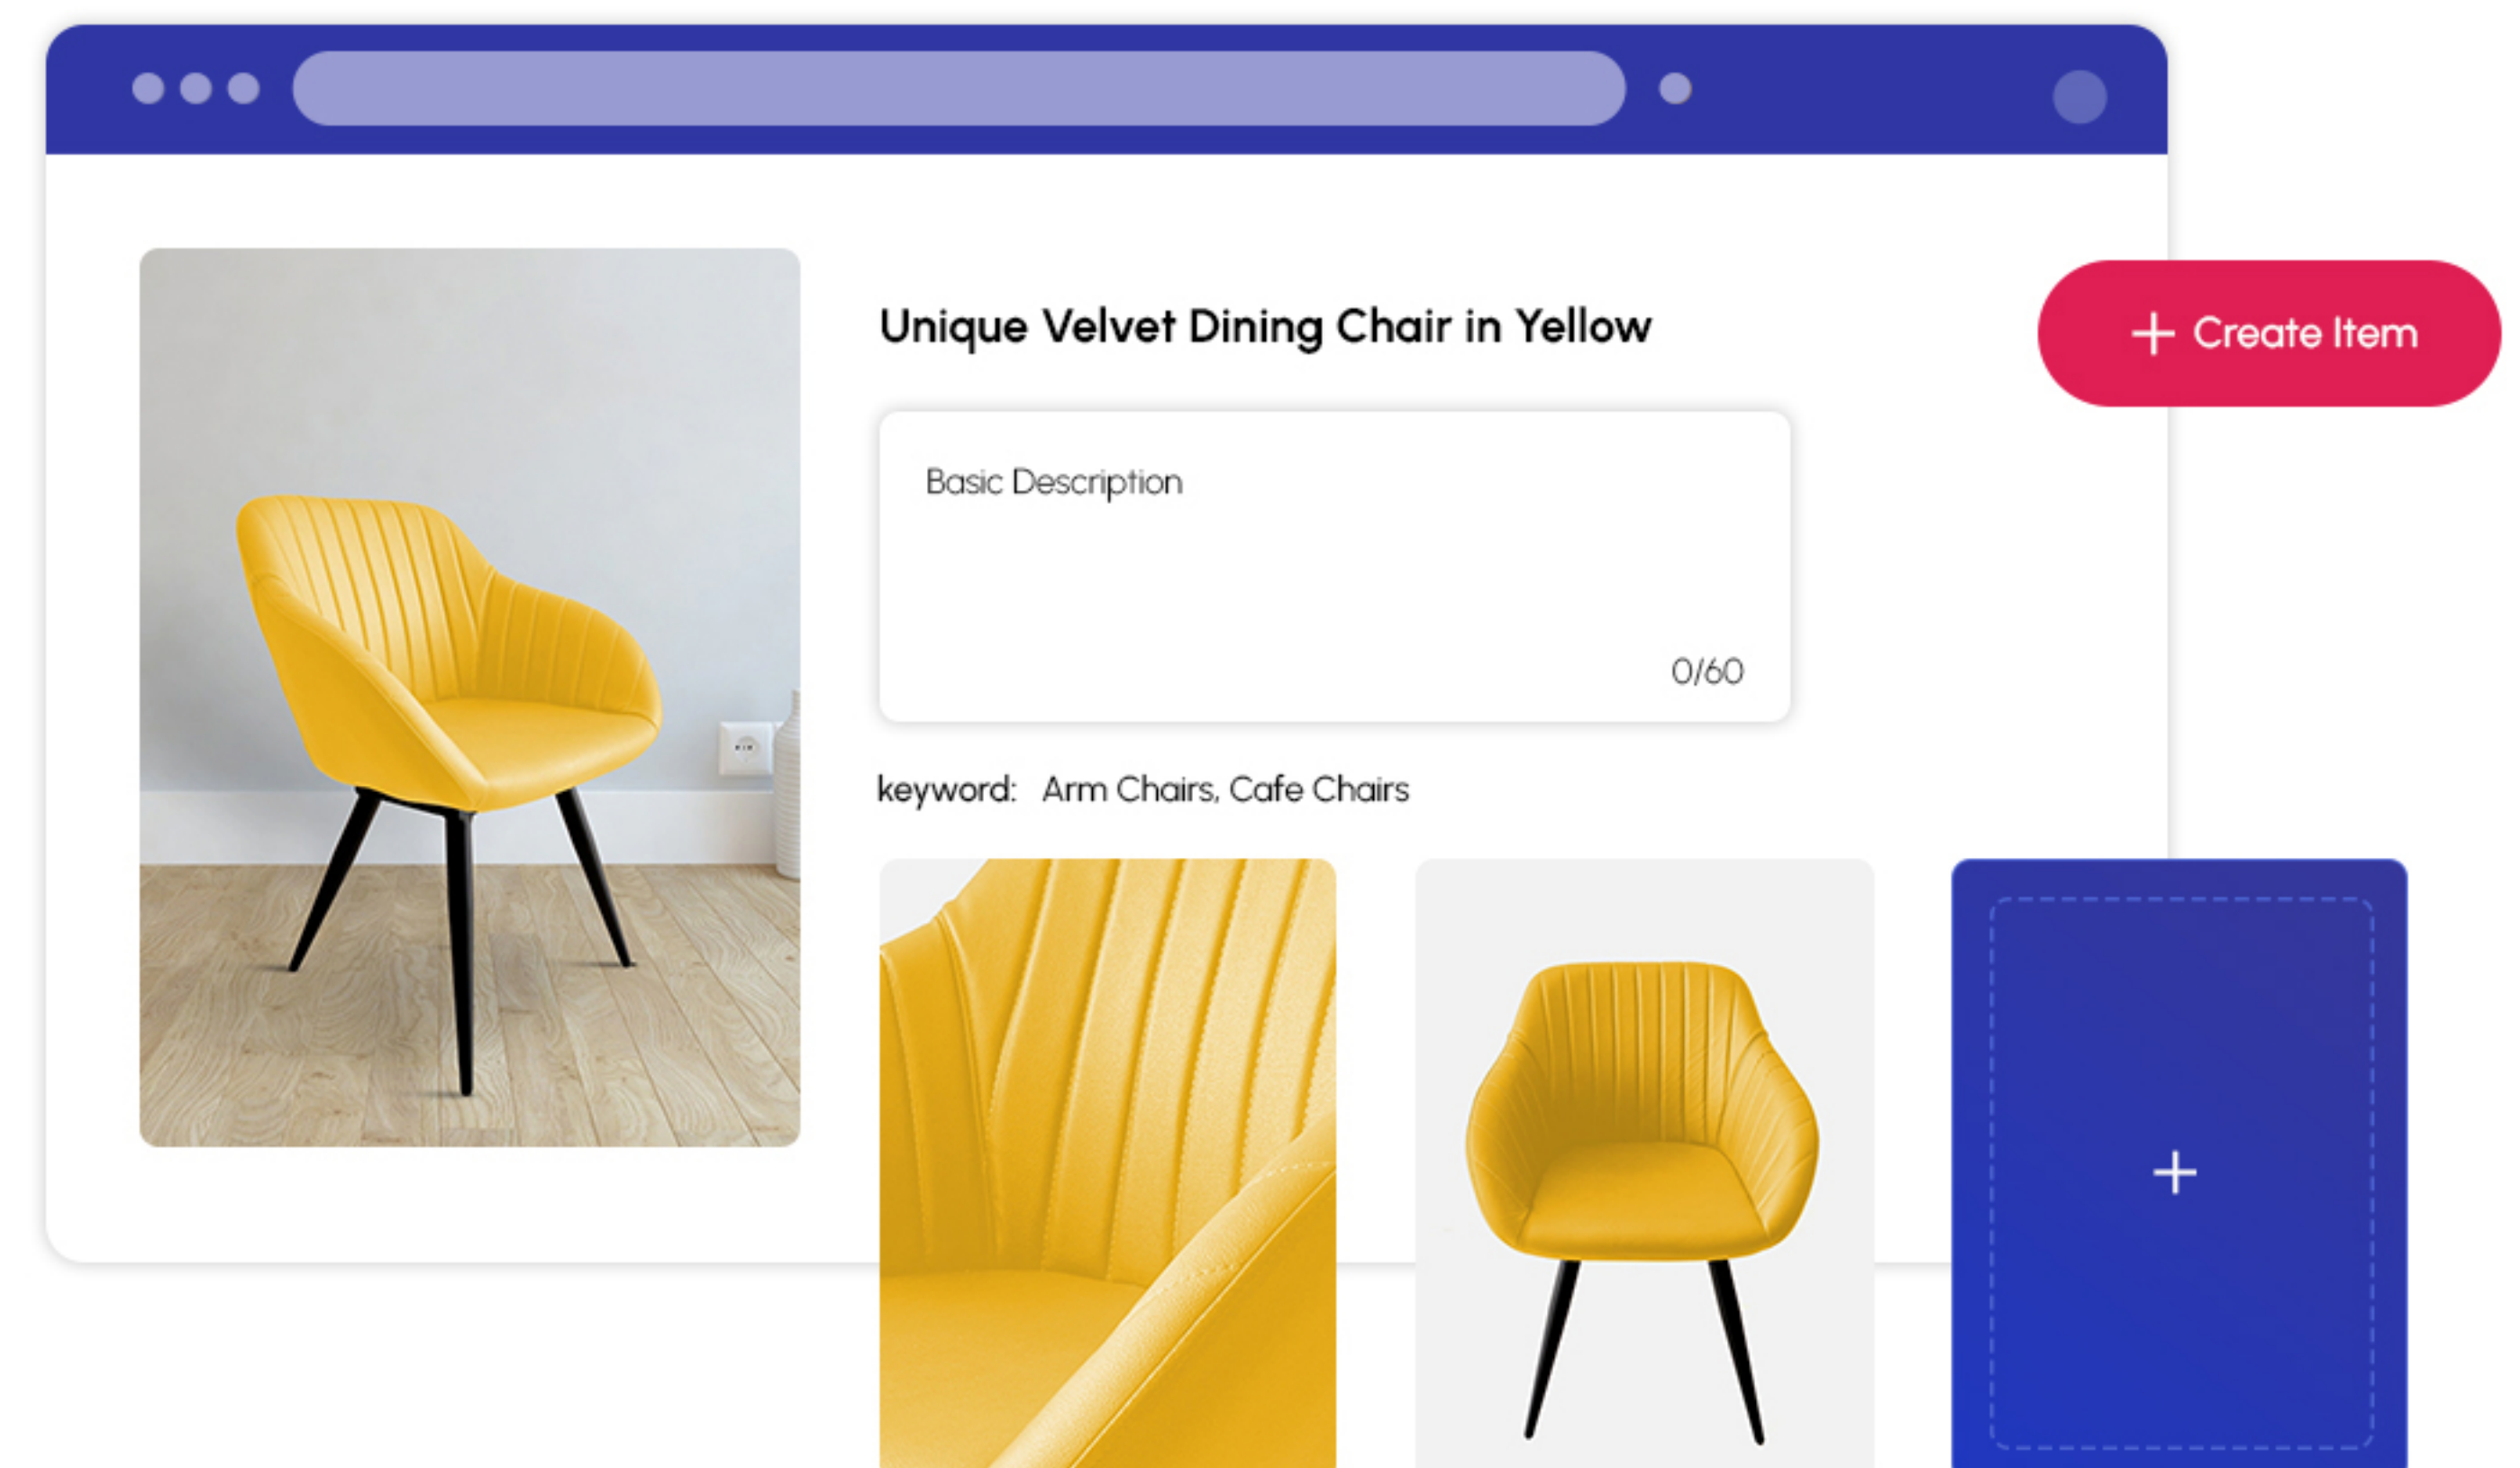 Unique Velvet Dining Chair in Yellow
+ Create Item
Basic Description
0/60
keyword: Arm Chairs, Cafe Chairs
+